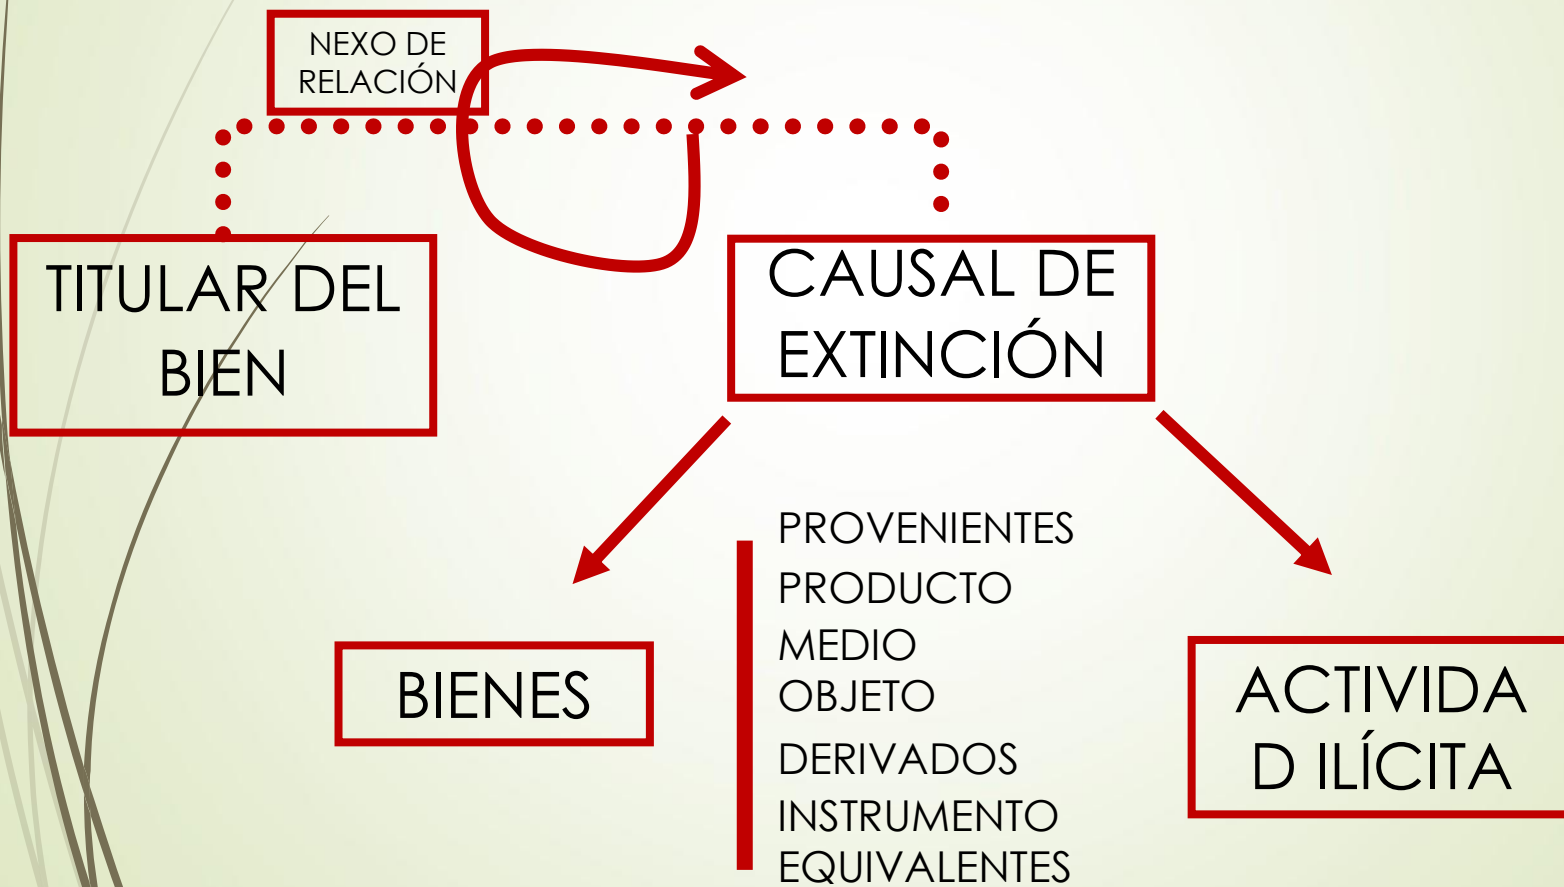 NEXO DE
RELACIÓN
TITULAR DEL
BIEN
CAUSAL DE
EXTINCIÓN
BIENES
PROVENIENTES
PRODUCTO
MEDIO
OBJETO
DERIVADOS
INSTRUMENTO
EQUIVALENTES
ACTIVIDA
D ILÍCITA